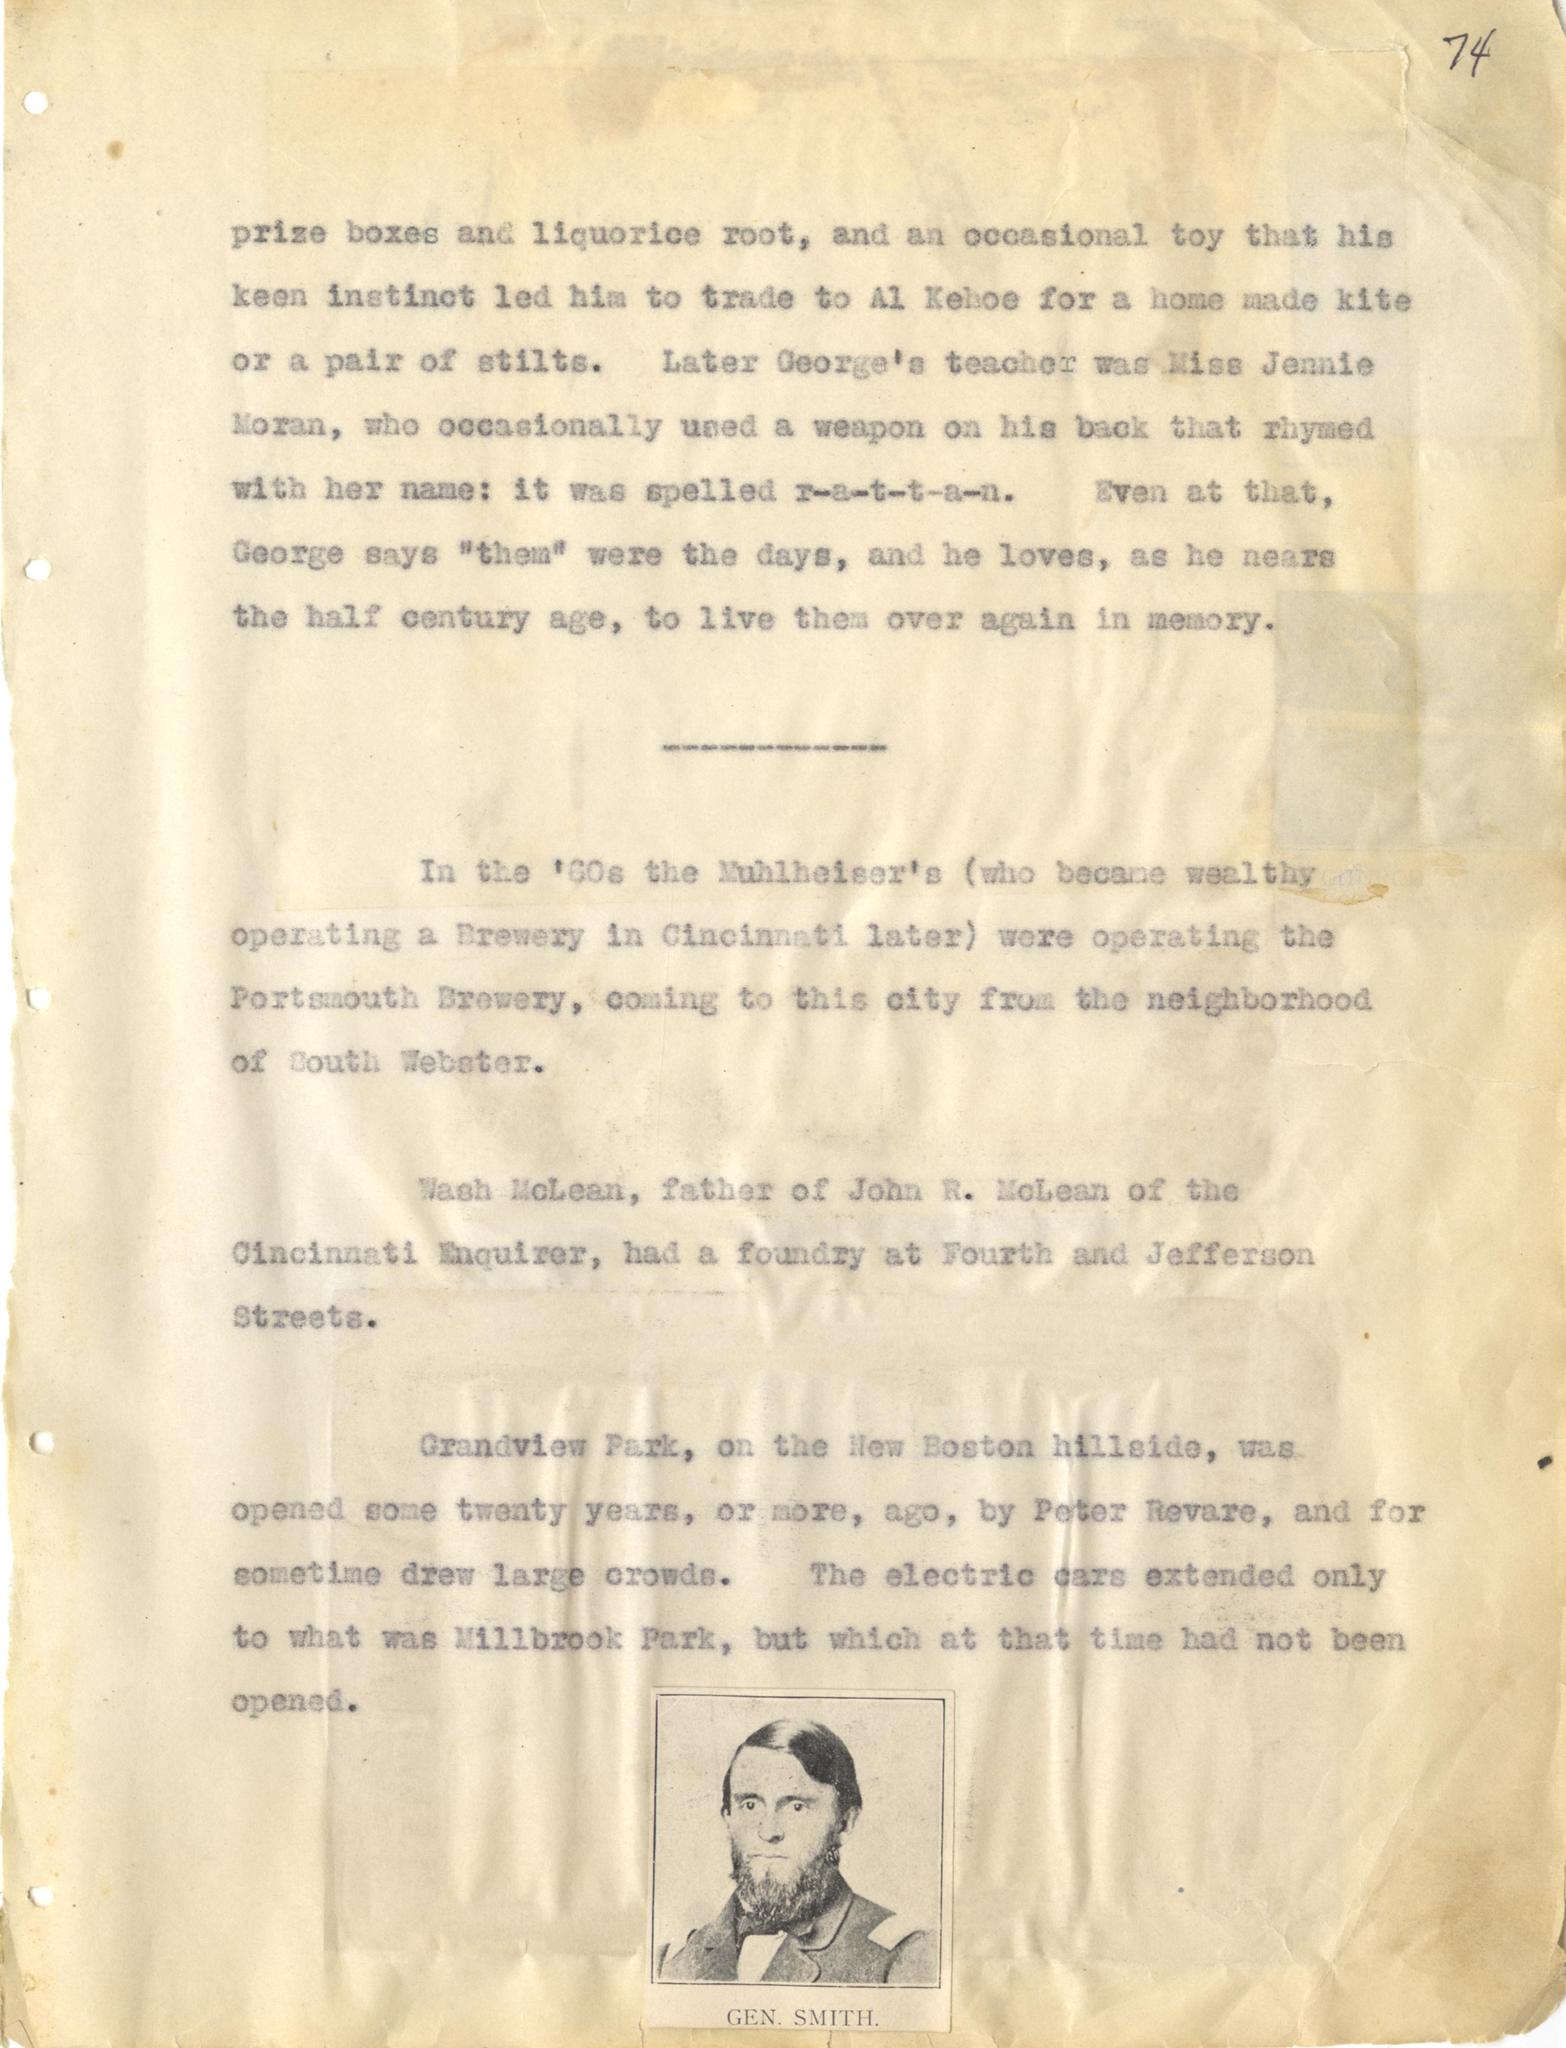 74
prize boxes and liquorice root, and an occasional toy that his
keen instinct led him to trade to Al Kehoe for a home made kite
or a pair of stilts. Later George's teacher was Miss Jennie
Moran, who occasionally used a weapon on his back that rhymed
with her name: it was spelled r-a-t-t-a-n. Even at that,
George says "them" were the days, and he loves, as he nears
the half century age, to live them over again in memory.
---------------
In the '60s the Muhlheiser's (who became wealthy
operating a Brewery in Cincinnati later) were operating the
Portsmouth Brewery, coming to this city from the neighborhood
of South Webster.
Wash McLean, father of John R. McLean of the
Cincinnati Enquirer, had a foundry at Fourth and Jefferson
Streets.
Grandview Park, on the New Boston hillside, was
opened some twenty years, or more, ago, by Peter Revare, and for
sometime drew large crowds. The electric cars extended only
to what was Millbrook Park, but which at that time had not been
opened.
GEN. SMITH.